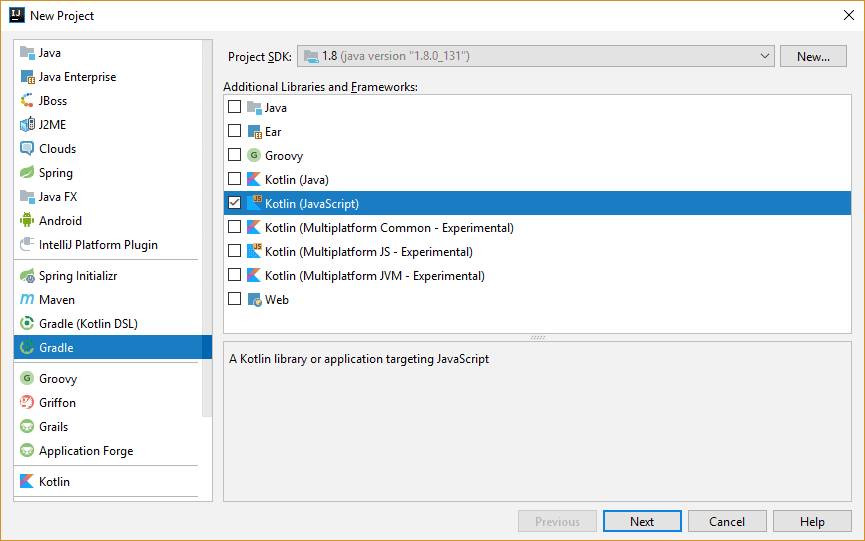 New Project
Java
Java Enterprise
JBoss
J2ME
Clouds
Spring
Java FX
Android
IntelliJ Platform Plugin
Spring Initializr
Maven
Gradle (Kotlin DSL)
Gradle
Groovy
Griffon
Grails
Application Forge
Kotlin
Project SDK: 1.8 (java version "1.8.0_131") New...
Additional Libraries and Frameworks:
Java
Ear
Groovy
Kotlin (Java)
Kotlin (JavaScript)
Kotlin (Multiplatform Common - Experimental)
Kotlin (Multiplatform JS - Experimental)
Kotlin (Multiplatform JVM - Experimental)
Web
A Kotlin library or application targeting JavaScript
Previous Next Cancel Help